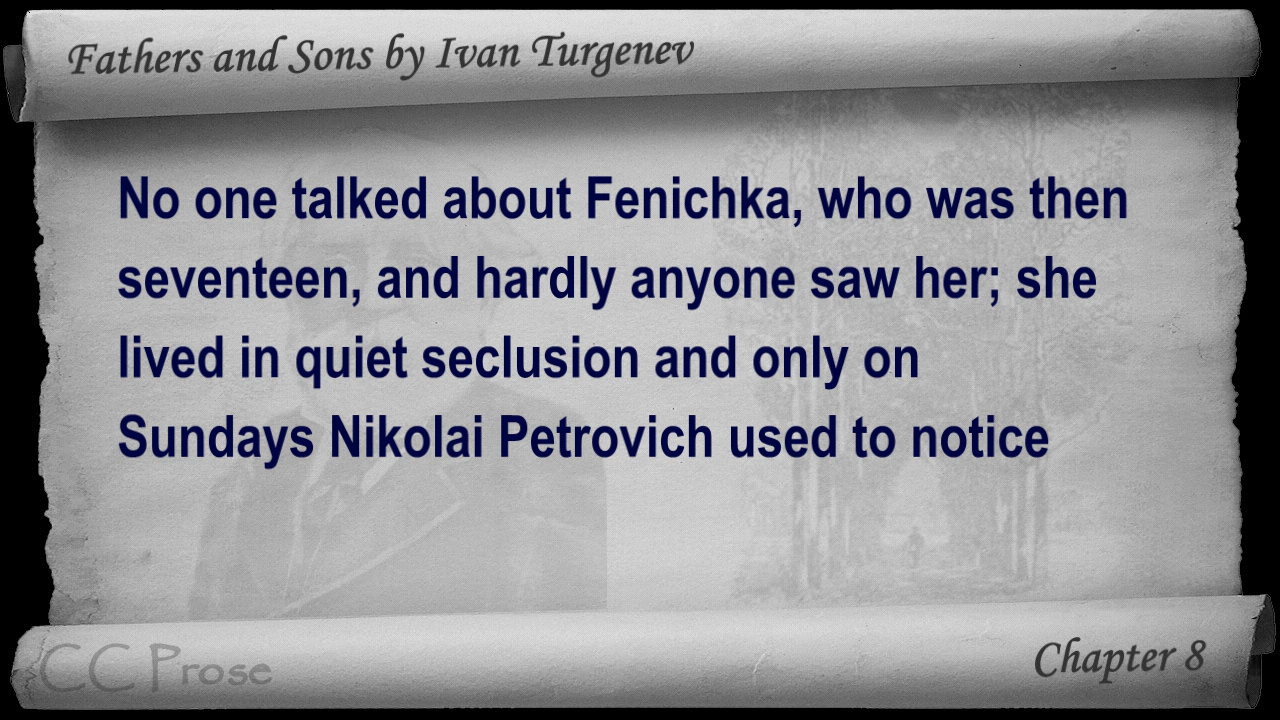 Fathers and Sons by Ivan Turgenev
No one talked about Fenichka, who was then
seventeen, and hardly anyone saw her; she
lived in quiet seclusion and only on
Sundays Nikolai Petrovich used to notice
CC Prose
Chapter 8